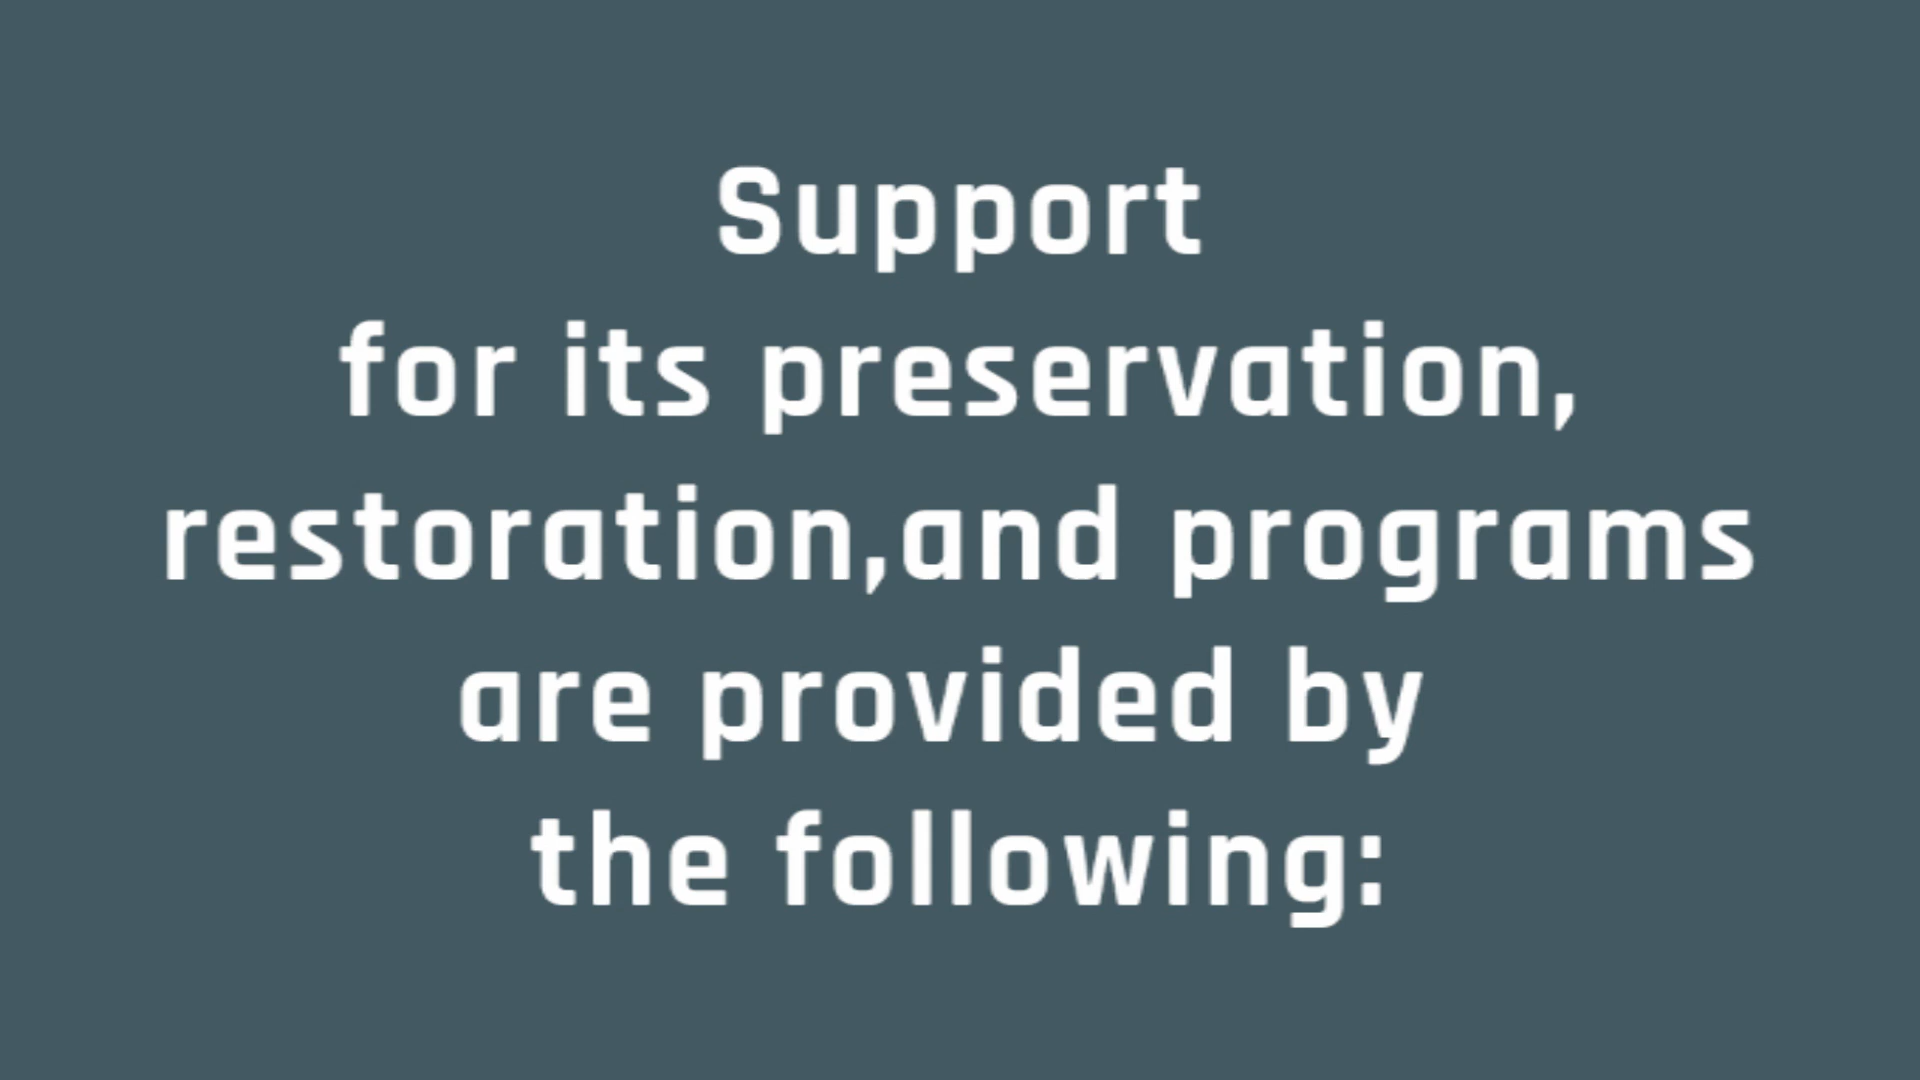 Support
for its preservation,
restoration,and programs
are provided by
the following: